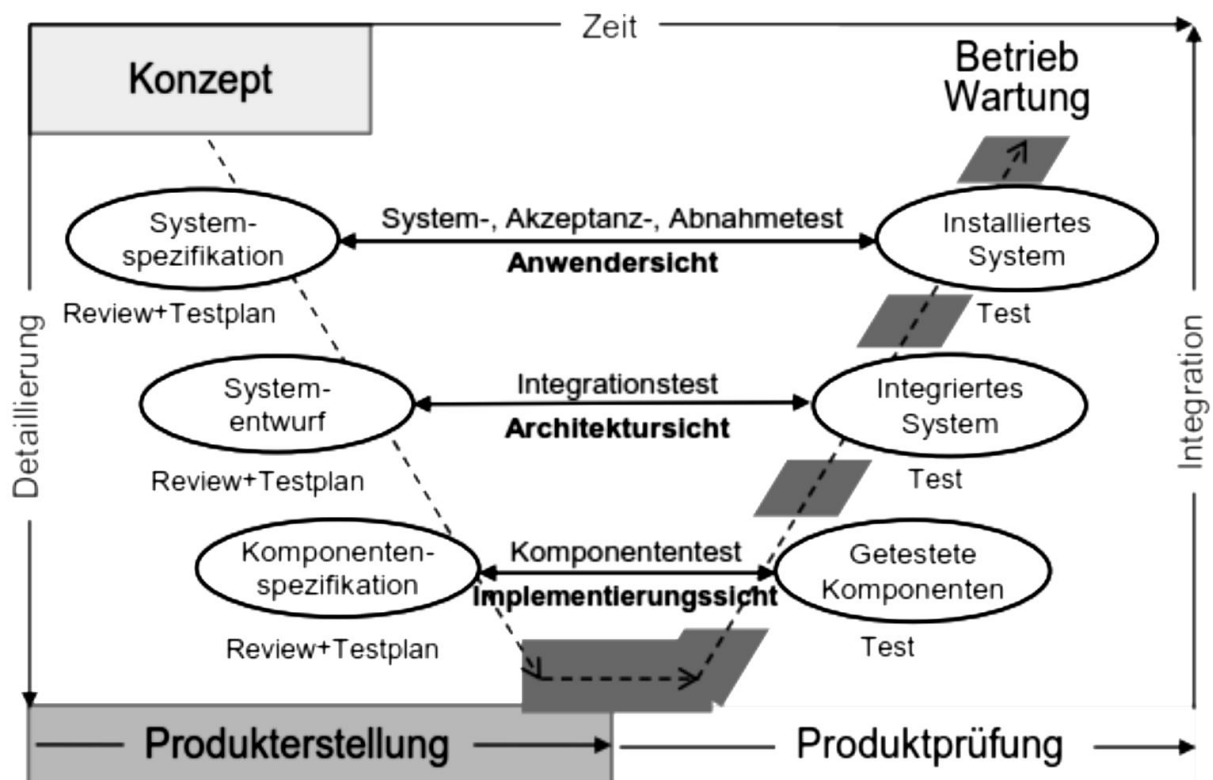 Zeit
Konzept
Betrieb
Wartung
System-
spezifikation
System-, Akzeptanz-, Abnahmetest
Anwendersicht
Installiertes
System
Review+Testplan
Test
Detaillierung
Integration
System-
entwurf
Integrationstest
Architektursicht
Integriertes
System
Review+Testplan
Test
Komponenten-
spezifikation
Komponententest
Implementierungssicht
Getestete
Komponenten
Review+Testplan
Test
Produkterstellung
Produktprüfung